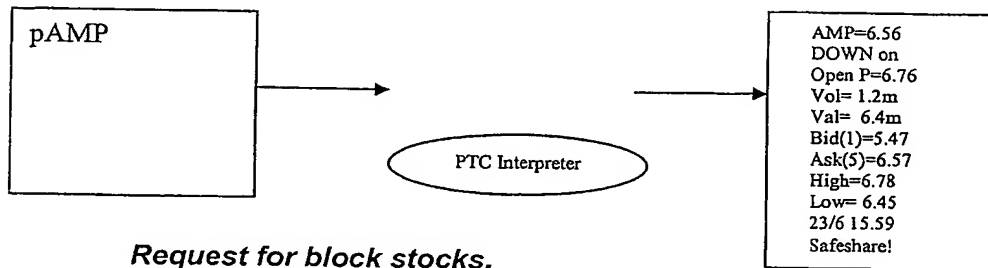 pAMP
PTC Interpreter
AMP=6.56
DOWN on
Open P=6.76
Vol= 1.2m
Val= 6.4m
Bid(1)=5.47
Ask(5)=6.57
High=6.78
Low= 6.45
23/6 15.59
Safeshare!
Request for block stocks.